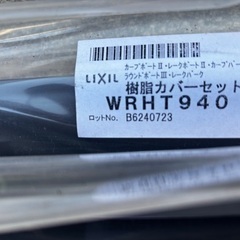 カーブポートⅡ・レークポートⅡ・カーブパー
ラウンドポートⅢ・レークパーク
LIXIL
樹脂カバーセット
WRHT940
ロットNo. B6240723